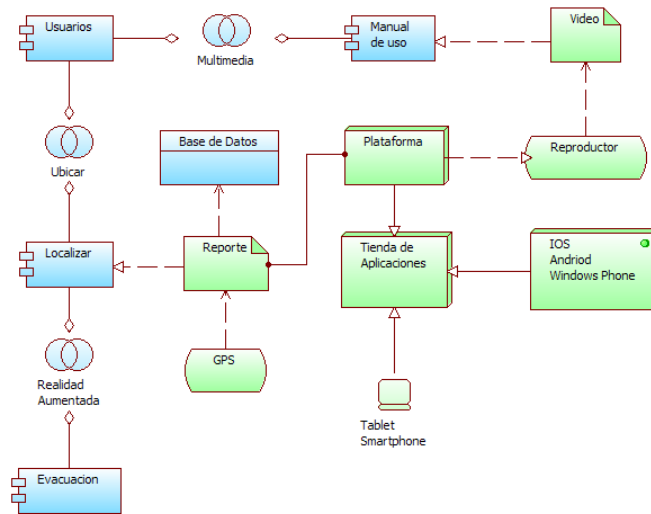 Usuarios
Multimedia
Manual
de uso
Video
Base de Datos
Plataforma
Reproductor
Ubicar
Localizar
Reporte
Tienda de
Aplicaciones
IOS
Andriod
Windows Phone
GPS
Realidad
Aumentada
Tablet
Smartphone
Evacuacion